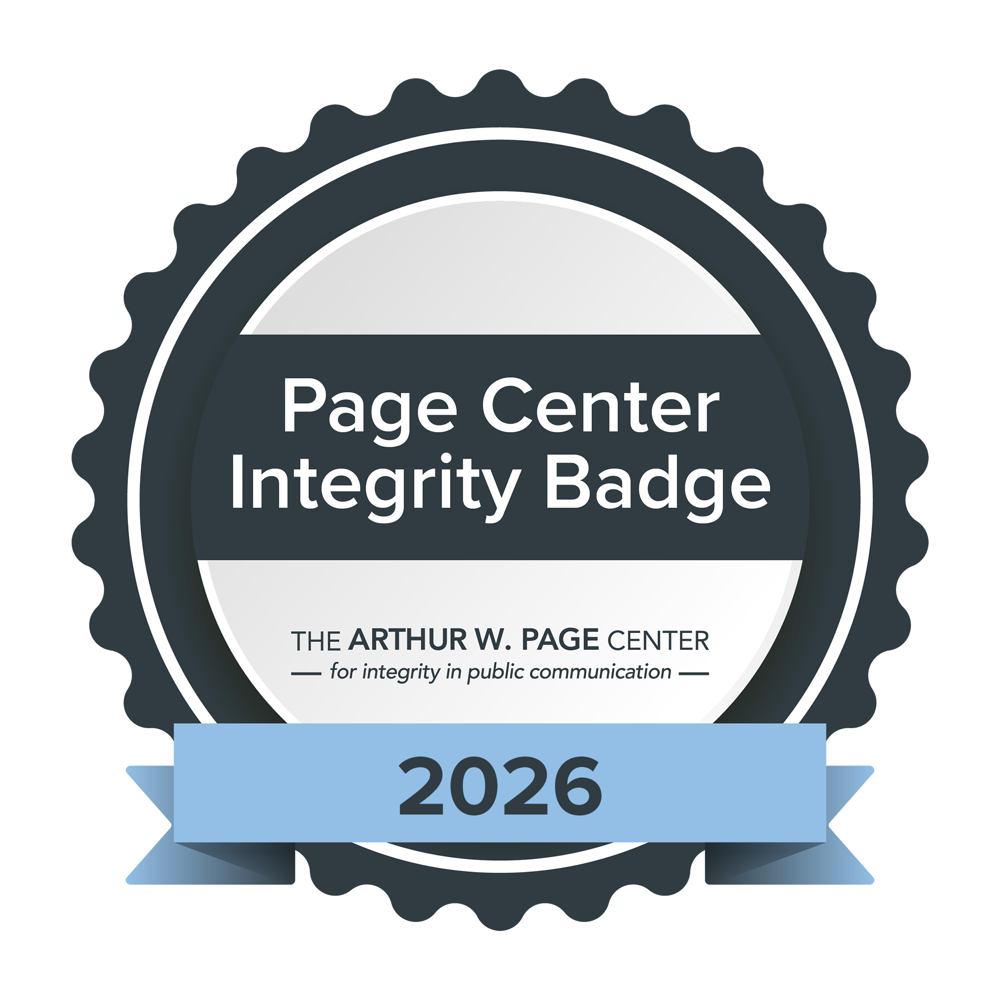 Page Center
Integrity Badge
THE ARTHUR W. PAGE CENTER
for integrity in public communication
2026